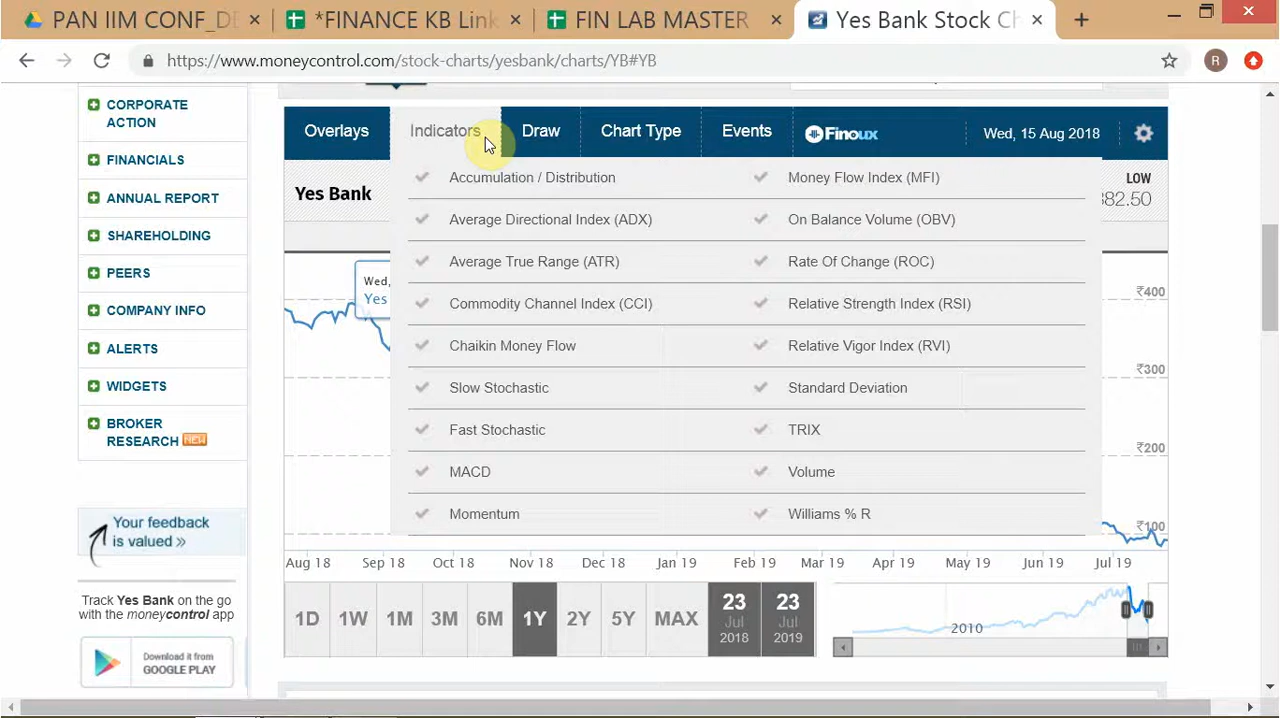 PAN IIM CONF_DE
*FINANCE KB Link
FIN LAB MASTER
Yes Bank Stock Ch
https://www.moneycontrol.com/stock-charts/yesbank/charts/YB#YB
R
CORPORATE
ACTION
FINANCIALS
ANNUAL REPORT
SHAREHOLDING
PEERS
COMPANY INFO
ALERTS
WIDGETS
BROKER
RESEARCH NEW
Your feedback
is valued »
Track Yes Bank on the go
with the moneycontrol app
Download it from
GOOGLE PLAY
Overlays
Indicators
Draw
Chart Type
Events
Finoux
Wed, 15 Aug 2018
Yes Bank
LOW
382.50
Wed,
Yes
Accumulation / Distribution
Average Directional Index (ADX)
Average True Range (ATR)
Commodity Channel Index (CCI)
Chaikin Money Flow
Slow Stochastic
Fast Stochastic
MACD
Momentum
Money Flow Index (MFI)
On Balance Volume (OBV)
Rate Of Change (ROC)
Relative Strength Index (RSI)
Relative Vigor Index (RVI)
Standard Deviation
TRIX
Volume
Williams % R
₹400
₹300
₹200
₹100
Aug 18 Sep 18 Oct 18 Nov 18 Dec 18 Jan 19 Feb 19 Mar 19 Apr 19 May 19 Jun 19 Jul 19
1D 1W 1M 3M 6M 1Y 2Y 5Y MAX
23
Jul
2018
23
Jul
2019
2010